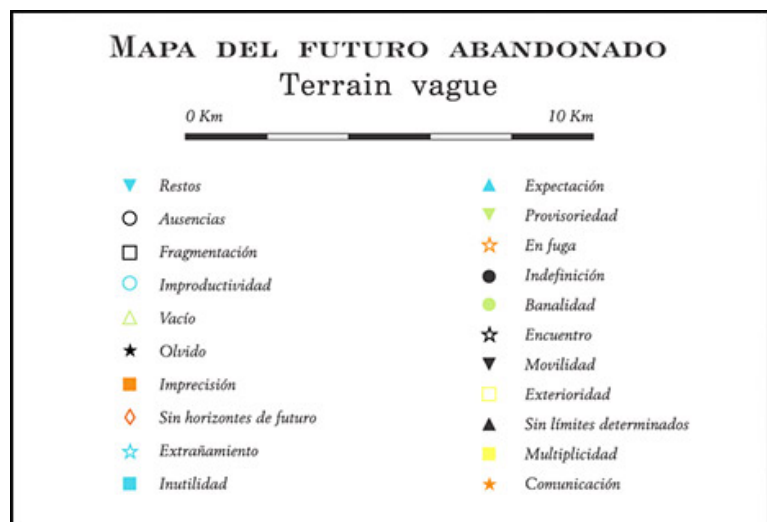 MAPA DEL FUTURO ABANDONADO
Terrain vague
0 Km 10 Km
Restos
Ausencias
Fragmentación
Improductividad
Vacío
Olvido
Imprecisión
Sin horizontes de futuro
Extrañamiento
Inutilidad
Expectación
Provisoriedad
En fuga
Indefinición
Banalidad
Encuentro
Movilidad
Exterioridad
Sin límites determinados
Multiplicidad
Comunicación